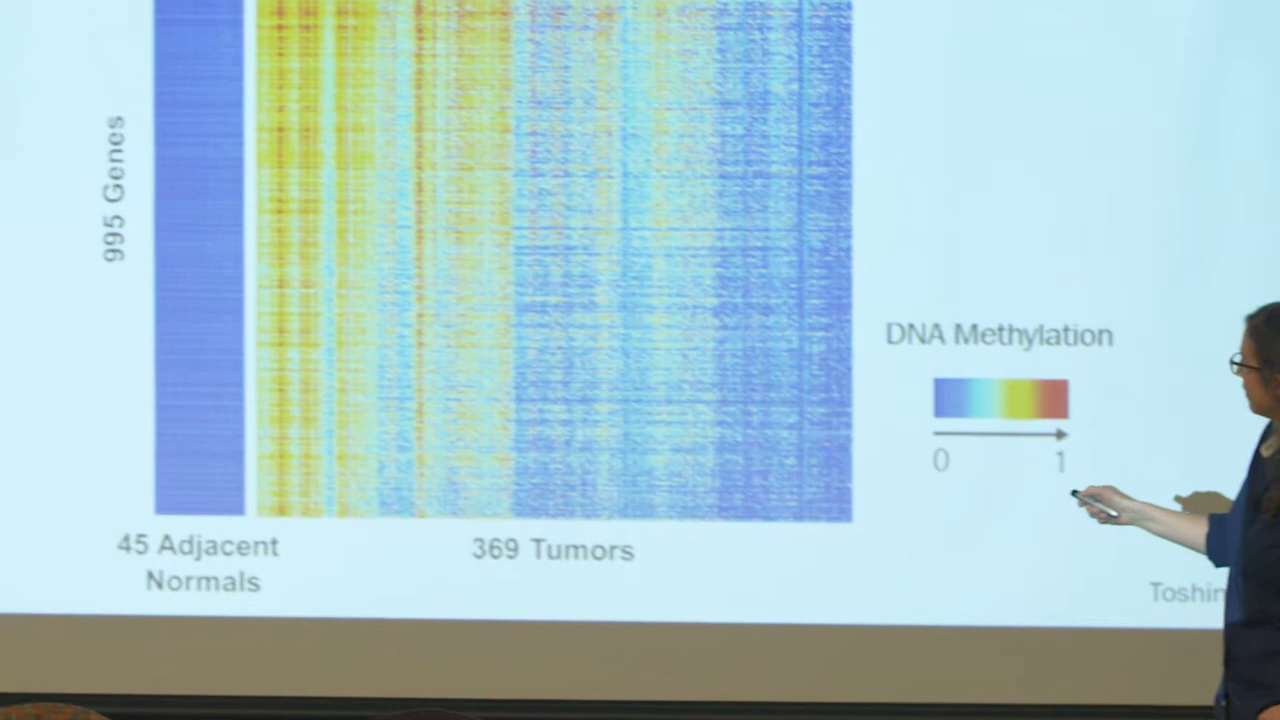 995 Genes
45 Adjacent
Normals
369 Tumors
DNA Methylation
0 1